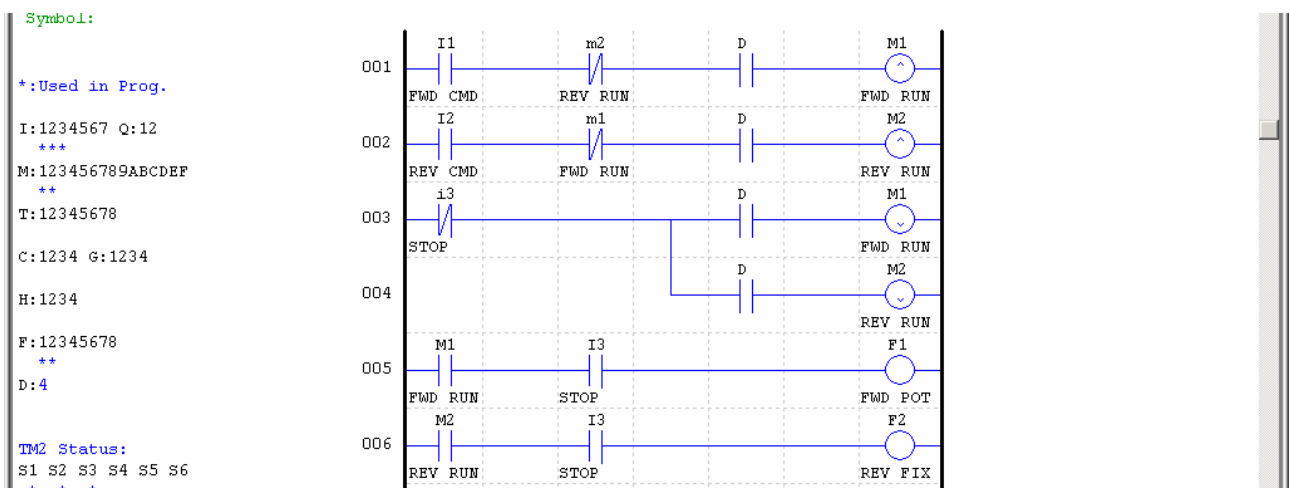 Symbol:
*:Used in Prog.
I:1234567 Q:12
***
M:123456789ABCDEF
**
T:12345678
C:1234 G:1234
H:1234
F:12345678
**
D:4
TM2 Status:
S1 S2 S3 S4 S5 S6
I1 m2 D M1
001
FWD CMD REV RUN FWD RUN
I2 m1 D M2
002
REV CMD FWD RUN REV RUN
i3 D M1
003
STOP FWD RUN
D M2
004
REV RUN
M1 I3 F1
005
FWD RUN STOP FWD POT
M2 I3 F2
006
REV RUN STOP REV FIX